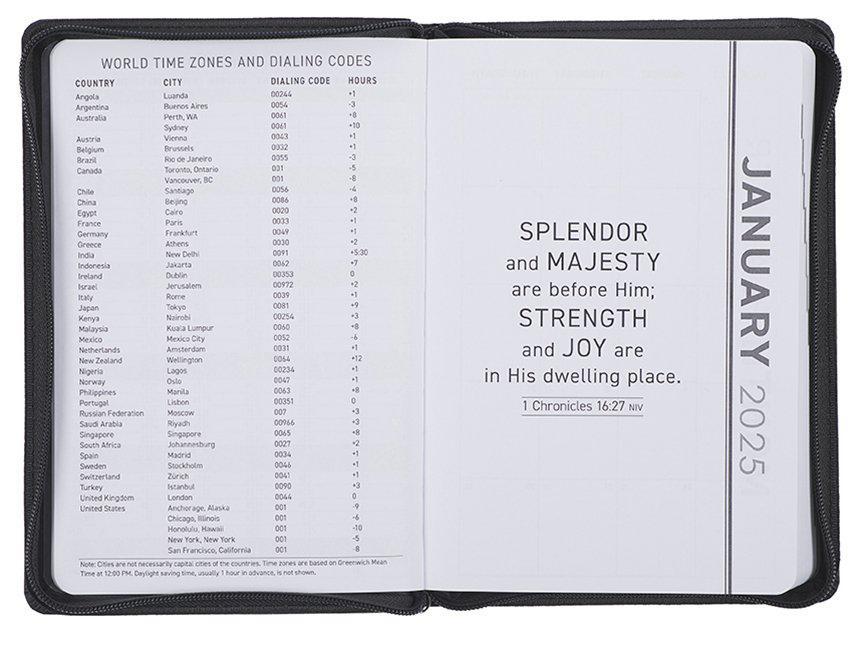 WORLD TIME ZONES AND DIALING CODES
COUNTRY CITY DIALING CODE HOURS
Angola Luanda 00244 +1
Argentina Buenos Aires 0054 -3
Australia Perth, WA 0061 +8
Sydney 0061 +10
Austria Vienna 0043 +1
Belgium Brussels 0032 +1
Brazil Rio de Janeiro 0055 -3
Canada Toronto, Ontario 001 -5
Vancouver, BC 001 -8
Chile Santiago 0056 -4
China Beijing 0086 +8
Egypt Cairo 0020 +2
France Paris 0033 +1
Germany Frankfurt 0049 +1
Greece Athens 0030 +2
India New Delhi 0091 +5:30
Indonesia Jakarta 0062 +7
Ireland Dublin 00353 0
Israel Jerusalem 00972 +2
Italy Rome 0039 +1
Japan Tokyo 0081 +9
Kenya Nairobi 00254 +3
Malaysia Kuala Lumpur 0060 +8
Mexico Mexico City 0052 -6
Netherlands Amsterdam 0031 +1
New Zealand Wellington 0064 +12
Nigeria Lagos 00234 +1
Norway Oslo 0047 +1
Philippines Manila 0063 +8
Portugal Lisbon 00351 0
Russian Federation Moscow 007 +3
Saudi Arabia Riyadh 00966 +3
Singapore Singapore 0065 +8
South Africa Johannesburg 0027 +2
Spain Madrid 0034 +1
Sweden Stockholm 0046 +1
Switzerland Zürich 0041 +1
Turkey Istanbul 0090 +3
United Kingdom London 0044 0
United States Anchorage, Alaska 001 -9
Chicago, Illinois 001 -6
Honolulu, Hawaii 001 -10
New York, New York 001 -5
San Francisco, California 001 -8
Note: Cities are not necessarily capital cities of the countries. Time zones are based on Greenwich Mean
Time at 12:00 PM. Daylight saving time, usually 1 hour in advance, is not shown.
SPLENDOR
and MAJESTY
are before Him;
STRENGTH
and JOY are
in His dwelling place.
1 Chronicles 16:27 NIV
JANUARY 2025